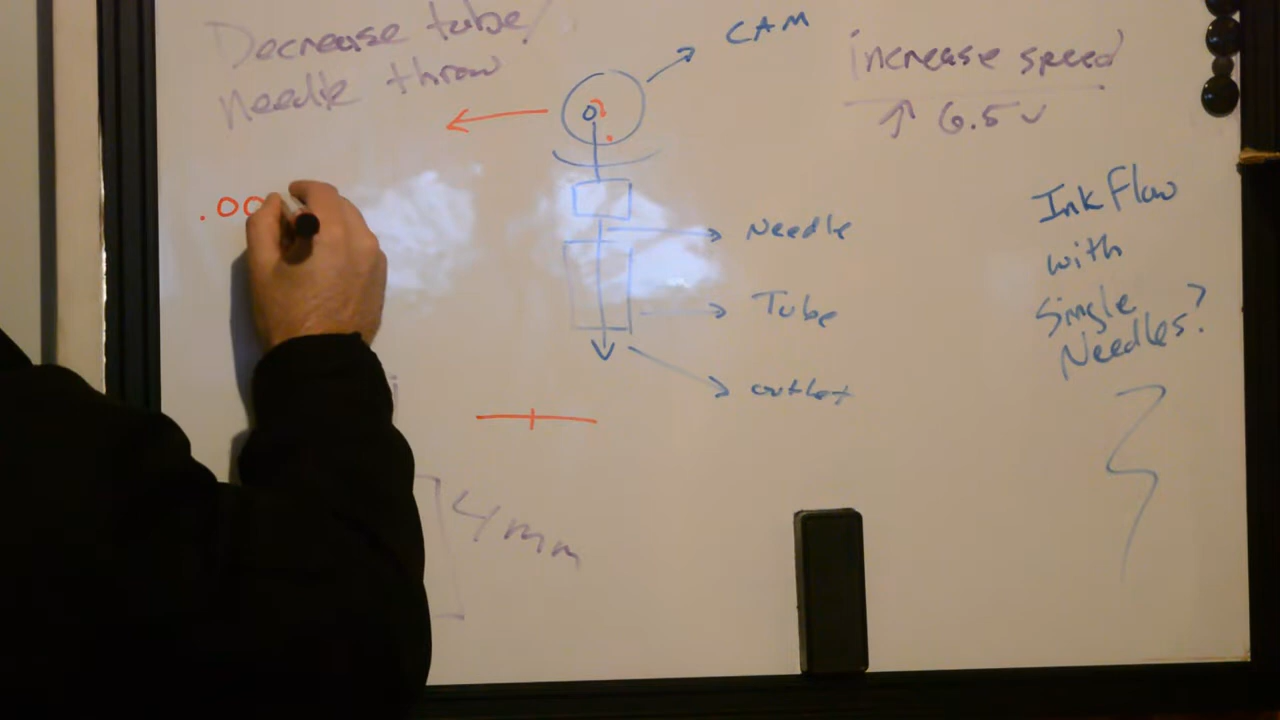 Decrease tube/
needle throw
CAM
increase speed
↑ 6.5v
.00
Needle
Tube
outlet
Ink Flow
with
Single
Needles?
4mm